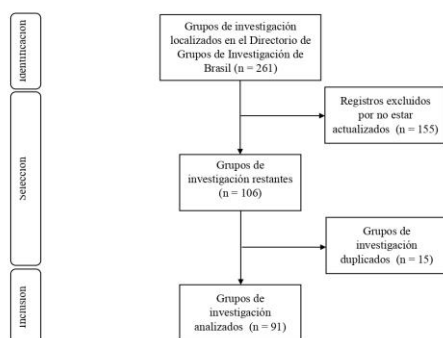 Identificación
Grupos de investigación
localizados en el Directorio de
Grupos de Investigación de
Brasil (n = 261)
Selección
Registros excluidos
por no estar
actualizados (n = 155)
Grupos de
investigación restantes
(n = 106)
Grupos de
investigación
duplicados (n = 15)
Inclusión
Grupos de
investigación
analizados (n = 91)